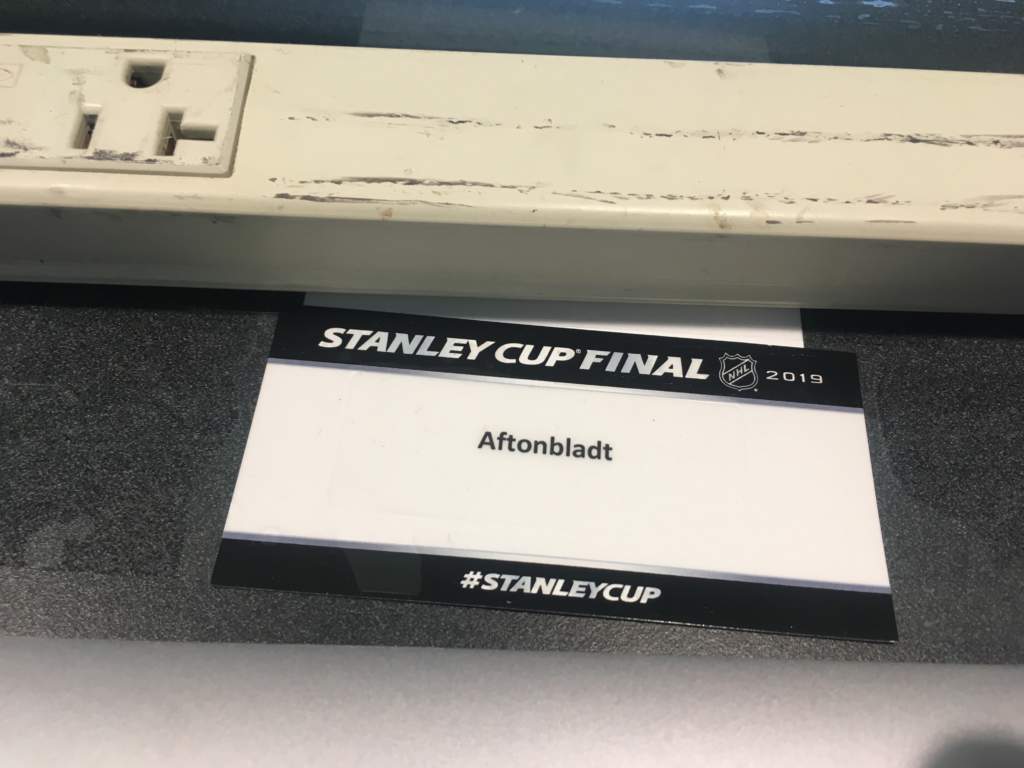 STANLEY CUP® FINAL NHL 2019
Aftonbladt
#STANLEYCUP